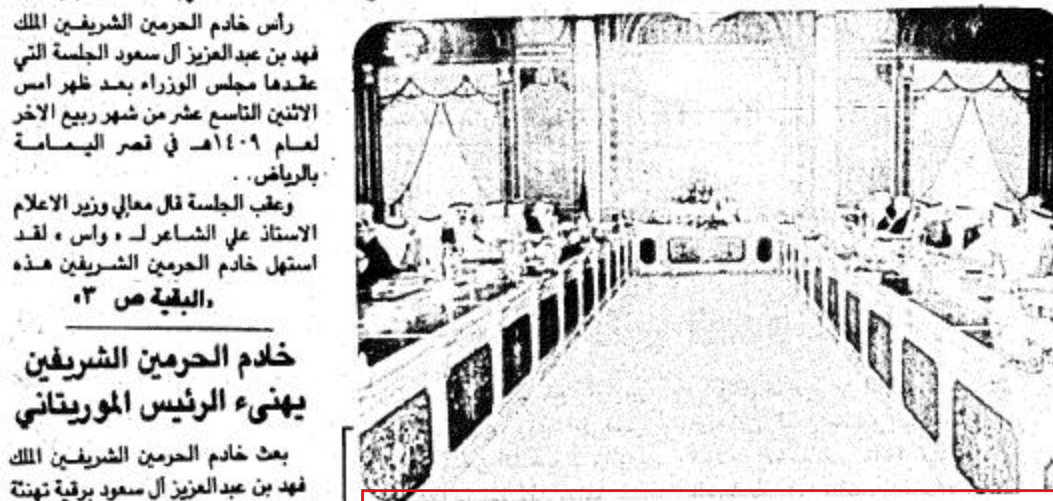 رأس خادم الحرمين الشريفين الملك
فهد بن عبدالعزيز آل سعود الجلسة التي
عقدها مجلس الوزراء بعد ظهر امس
الاثنين التاسع عشر من شهر ربيع الاخر
لعام ١٤٠٩هـ في قصر اليمامة
بالرياض..
وعقب الجلسة قال معالي وزير الاعلام
الاستاذ علي الشاعر لـ « واس » لقد
استهل خادم الحرمين الشريفين هذه
«البقية ص ٣»
خادم الحرمين الشريفين
يهنىء الرئيس الموريتاني
بعث خادم الحرمين الشريفين الملك
فهد بن عبدالعزيز آل سعود برقية تهنئة